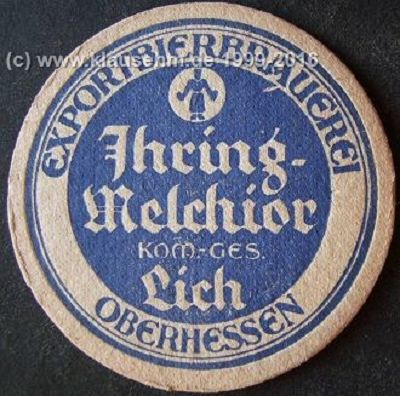 (c) www.klausehm.de 1999-2016
EXPORTBIERBRAUEREI
Ihring-
Melchior
KOM-GES.
Lich
OBERHESSEN